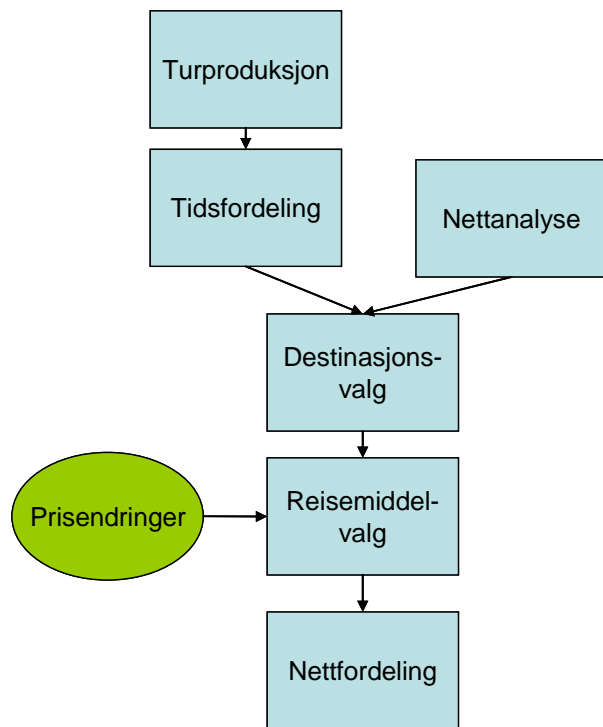 Turproduksjon
Tidsfordeling
Nettanalyse
Destinasjons-
valg
Prisendringer
Reisemiddel-
valg
Nettfordeling